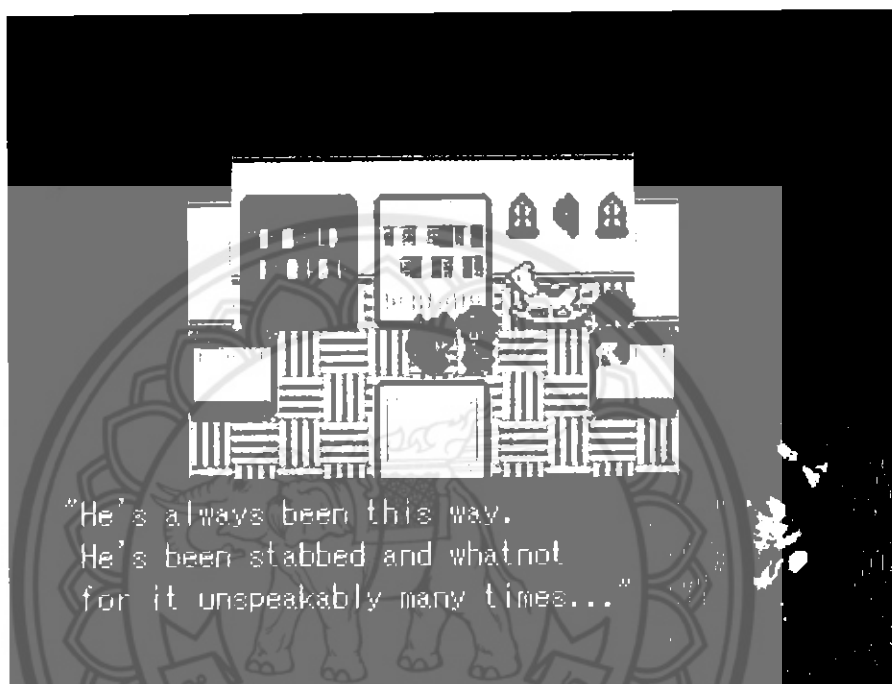 "He's always been this way.
He's been stabbed and whatnot
for it unspeakably many times..."